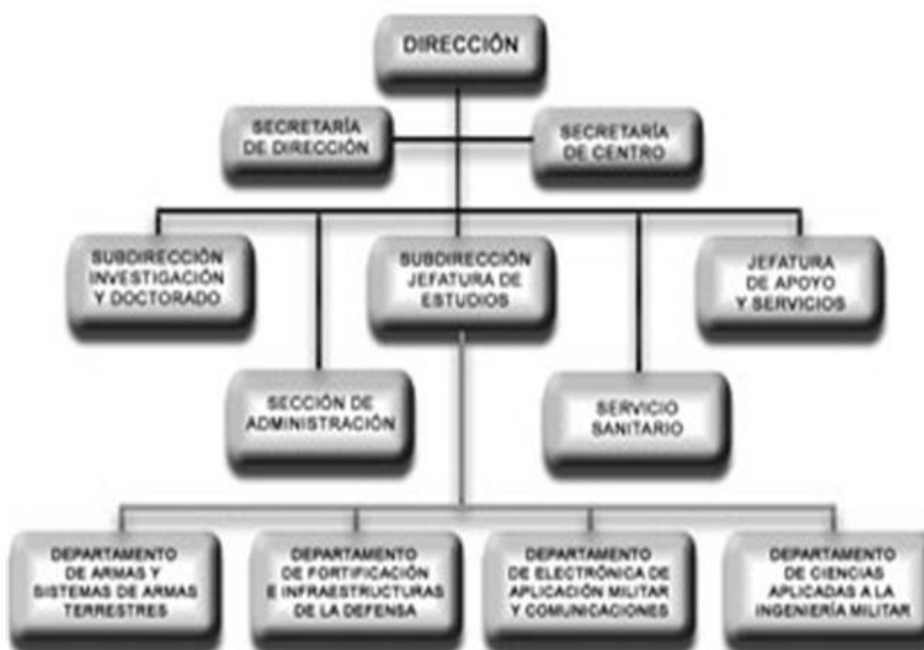 DIRECCIÓN
SECRETARÍA
DE DIRECCIÓN
SECRETARÍA
DE CENTRO
SUBDIRECCIÓN
INVESTIGACIÓN
Y DOCTORADO
SUBDIRECCIÓN
JEFATURA DE
ESTUDIOS
JEFATURA
DE APOYO
Y SERVICIOS
SECCIÓN DE
ADMINISTRACIÓN
SERVICIO
SANITARIO
DEPARTAMENTO
DE ARMAS Y
SISTEMAS DE ARMAS
TERRESTRES
DEPARTAMENTO
DE FORTIFICACIÓN
E INFRAESTRUCTURAS
DE LA DEFENSA
DEPARTAMENTO
DE ELECTRÓNICA DE
APLICACIÓN MILITAR
Y COMUNICACIONES
DEPARTAMENTO
DE CIENCIAS
APLICADAS A LA
INGENIERÍA MILITAR